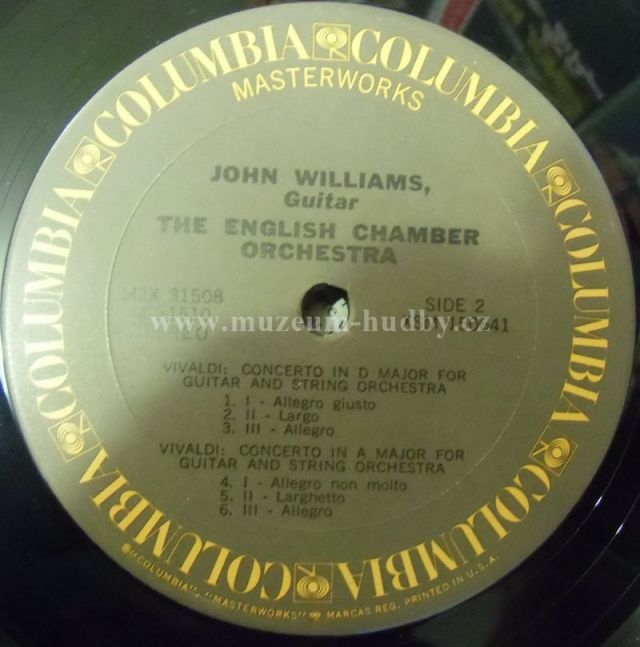 COLUMBIA COLUMBIA COLUMBIA COLUMBIA COLUMBIA COLUMBIA COLUMBIA
MASTERWORKS
JOHN WILLIAMS,
Guitar
THE ENGLISH CHAMBER
ORCHESTRA
M2X 31508
SIDE 2
www.muzeum-hudby.cz
VIVALDI: CONCERTO IN D MAJOR FOR
GUITAR AND STRING ORCHESTRA
1. I - Allegro giusto
2. II - Largo
3. III - Allegro
VIVALDI: CONCERTO IN A MAJOR FOR
GUITAR AND STRING ORCHESTRA
4. I - Allegro non molto
5. II - Larghetto
6. III - Allegro
"COLUMBIA", "MASTERWORKS" MARCAS REG. PRINTED IN U.S.A.